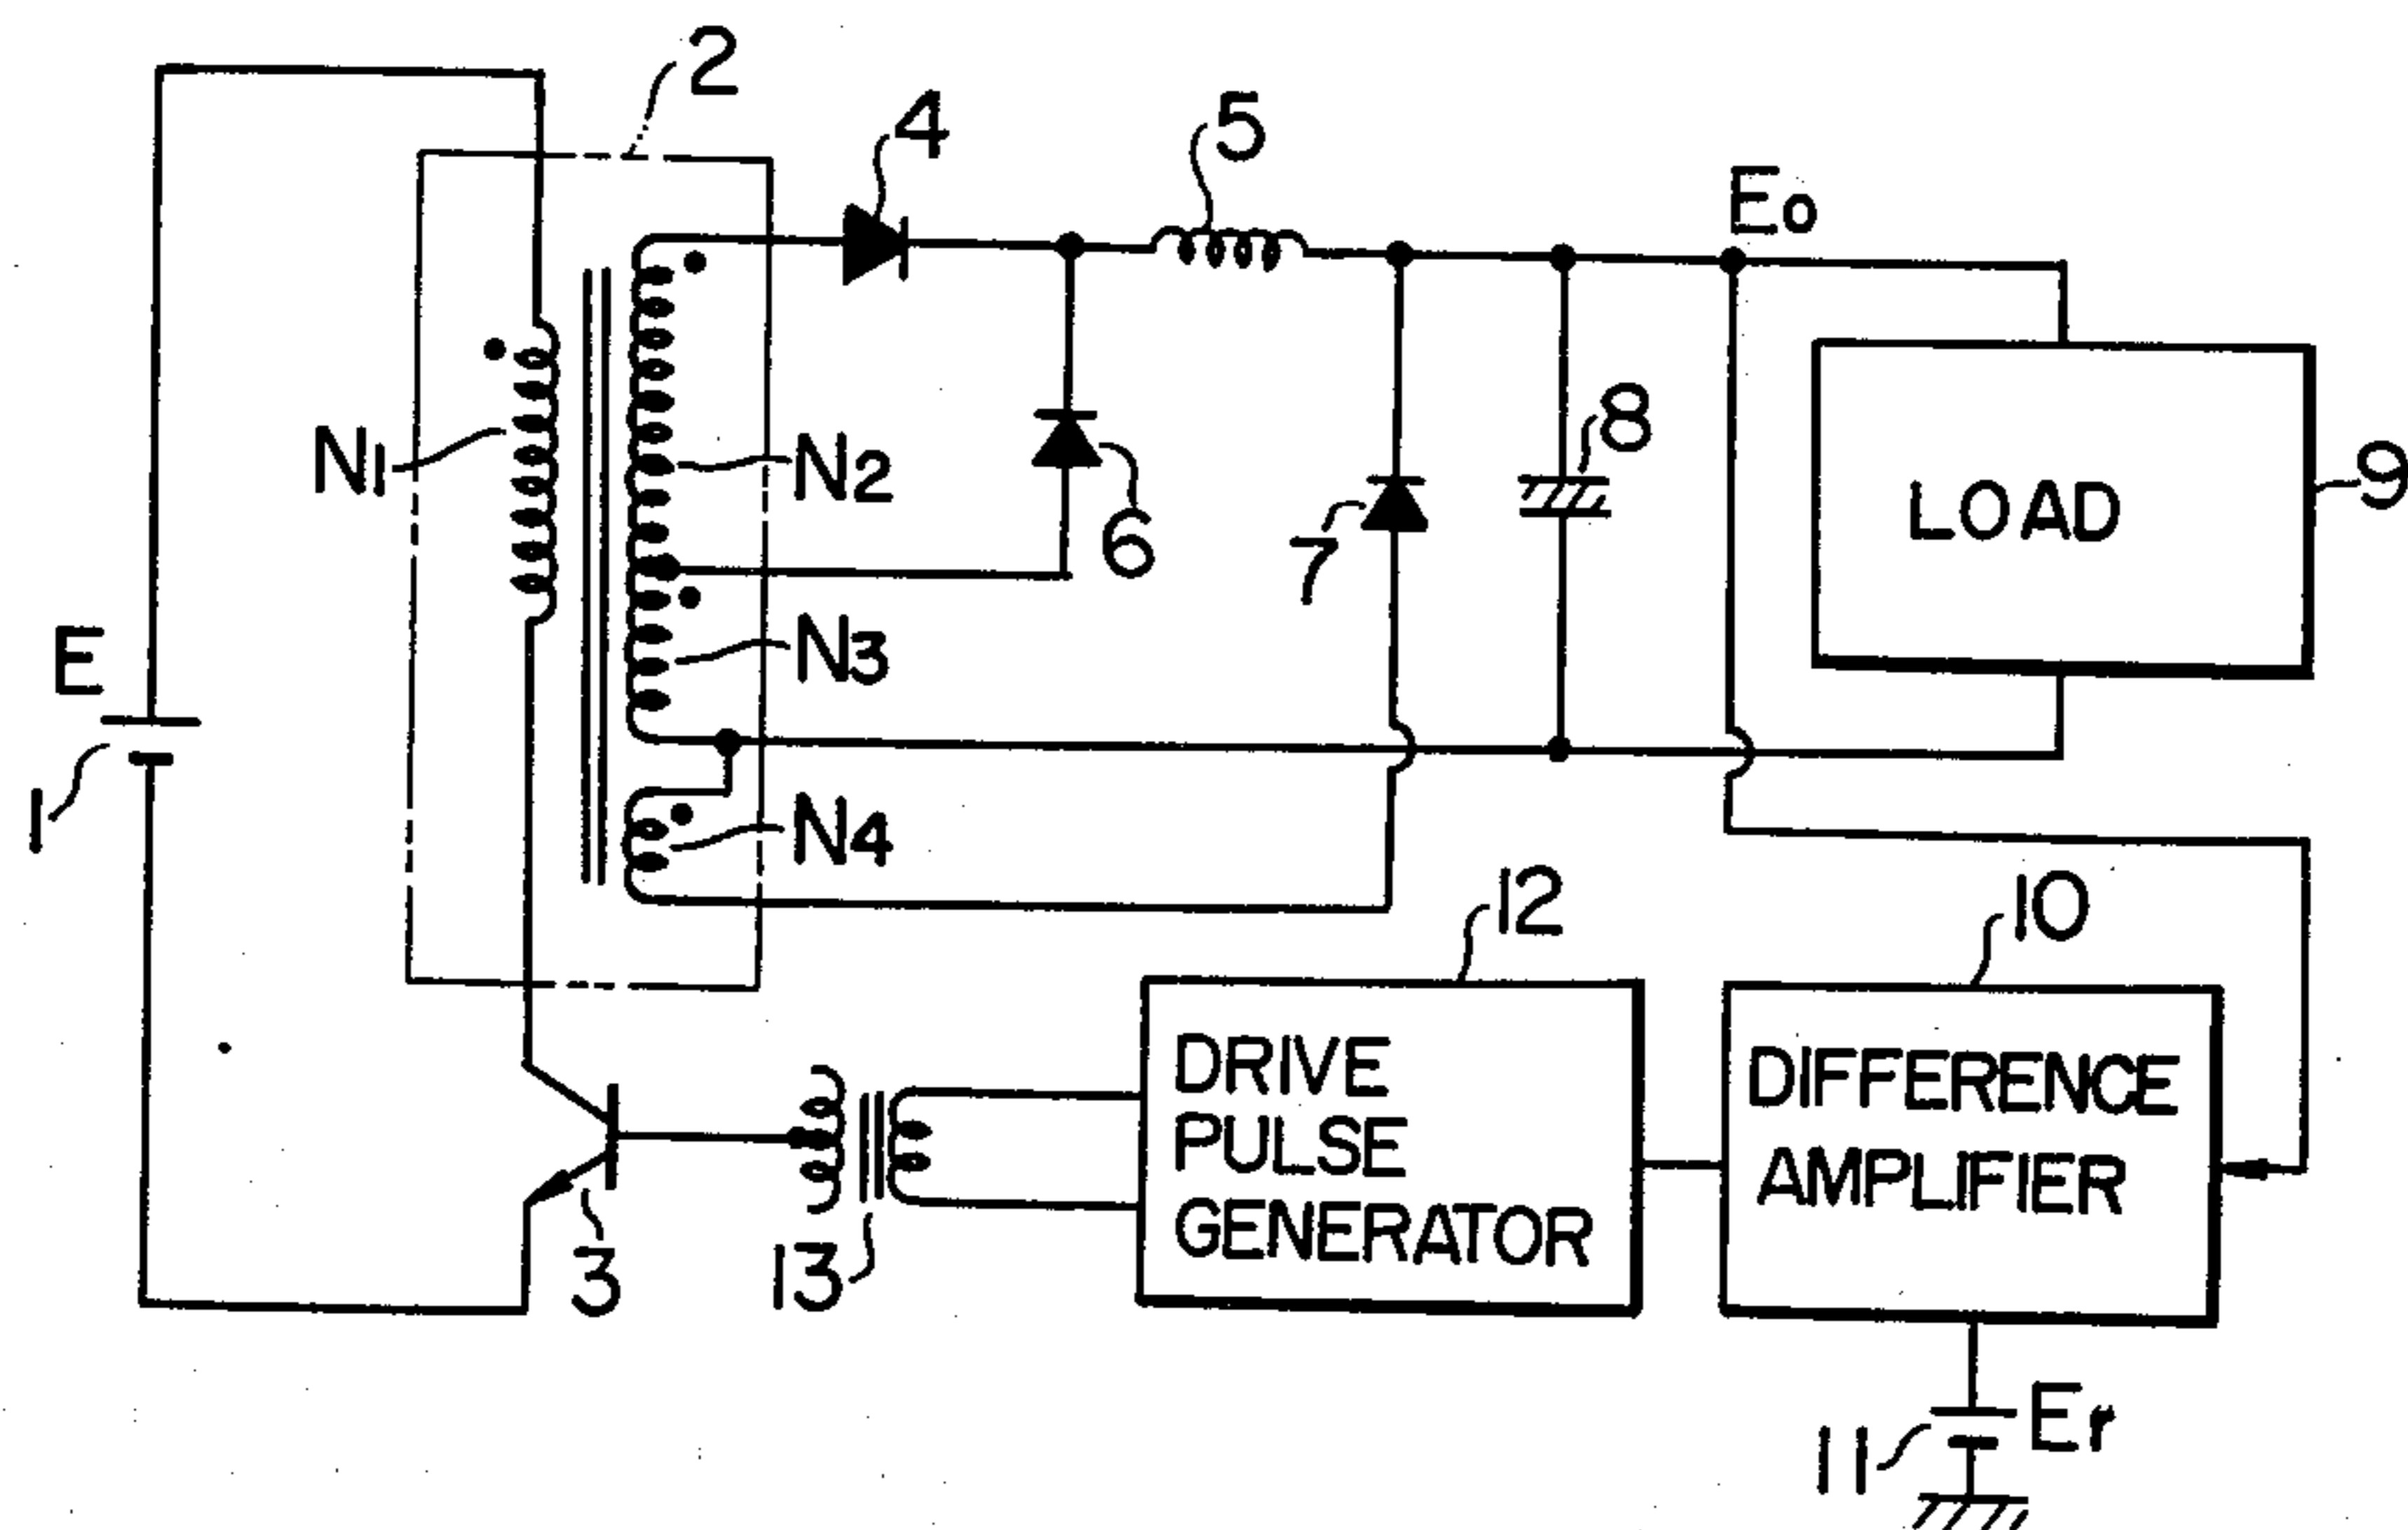 2
4
5
Eo
N1
N2
6
7
8
LOAD
9
E
N3
1
N4
12
10
DRIVE
PULSE
GENERATOR
DIFFERENCE
AMPLIFIER
3
13
11
Er